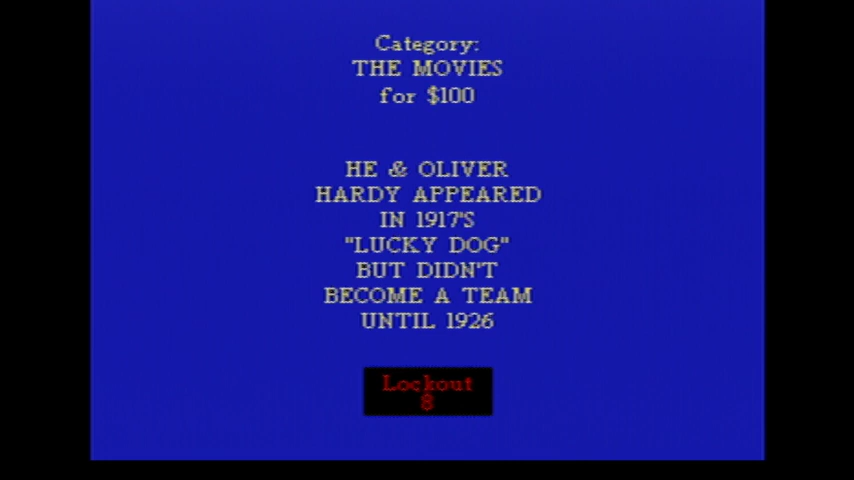 Category:
THE MOVIES
for $100
HE & OLIVER
HARDY APPEARED
IN 1917'S
"LUCKY DOG"
BUT DIDN'T
BECOME A TEAM
UNTIL 1926
Lockout
8